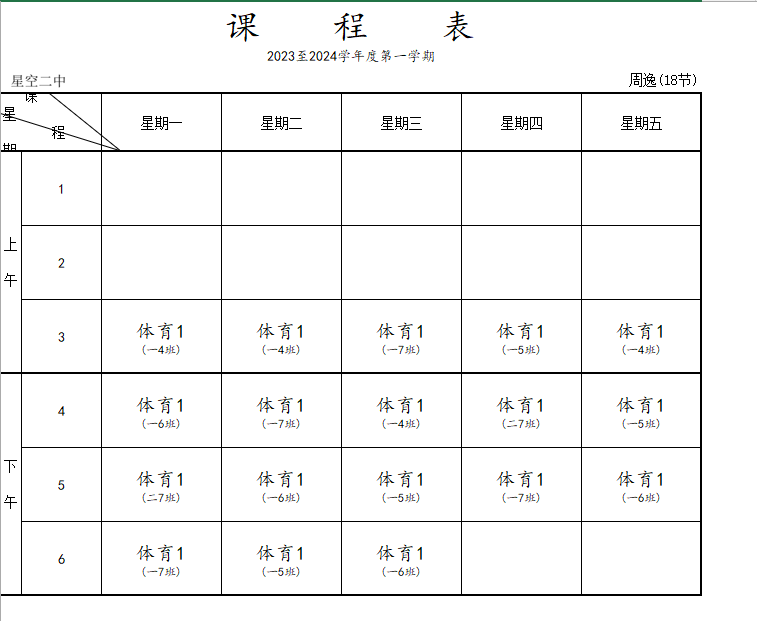 课 程 表
2023至2024学年度第一学期
星空二中 周逸(18节)
课
星
程
期
星期一 星期二 星期三 星期四 星期五
上
午
1
2
3 体育1 体育1 体育1 体育1 体育1
(一4班) (一4班) (一7班) (一5班) (一4班)
下
午
4 体育1 体育1 体育1 体育1 体育1
(一6班) (一7班) (一4班) (二7班) (一5班)
5 体育1 体育1 体育1 体育1 体育1
(二7班) (一6班) (一5班) (一7班) (一6班)
6 体育1 体育1 体育1
(一7班) (一5班) (一6班)